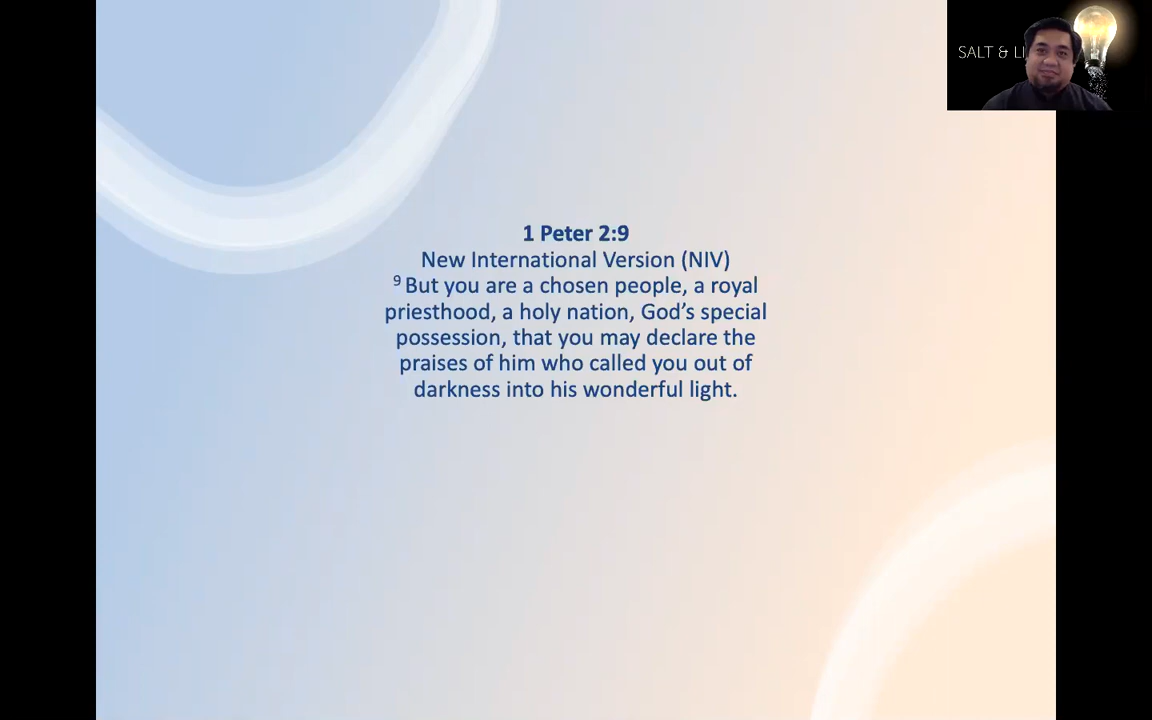 SALT & LI
1 Peter 2:9
New International Version (NIV)
9 But you are a chosen people, a royal
priesthood, a holy nation, God’s special
possession, that you may declare the
praises of him who called you out of
darkness into his wonderful light.